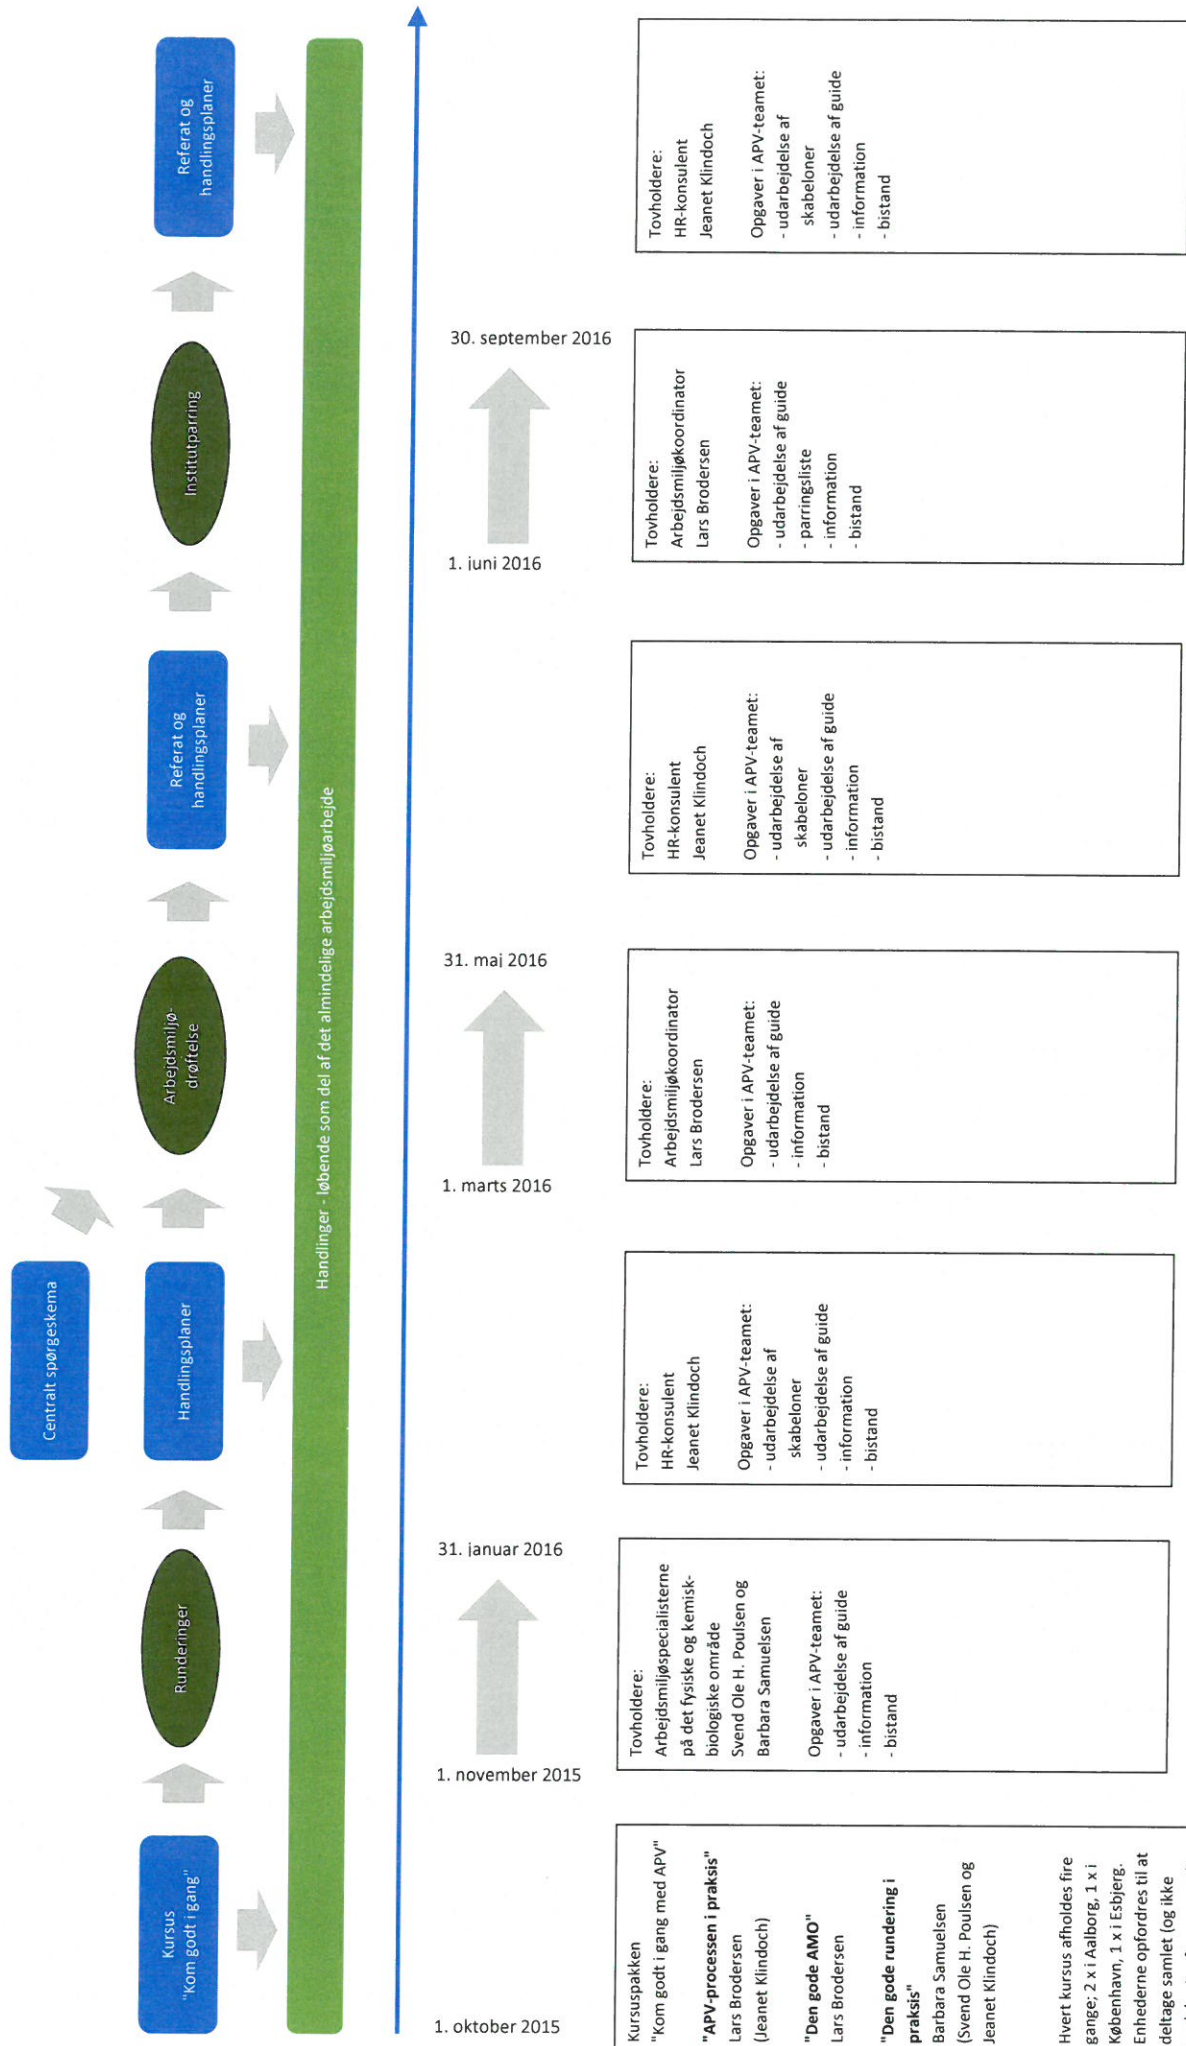 Centralt spørgeskema
Kursus
"Kom godt i gang"
Runderinger
Handlingsplaner
Arbejdsmiljø-
drøftelse
Referat og
handlingsplaner
Institutparring
Referat og
handlingsplaner
Handlinger - løbende som del af det almindelige arbejdsmiljøarbejde
1. oktober 2015
1. november 2015
31. januar 2016
1. marts 2016
31. maj 2016
1. juni 2016
30. september 2016
Kursuspakken
"Kom godt i gang med APV"
"APV-processen i praksis"
Lars Brodersen
(Jeanet Klindoch)
"Den gode AMO"
Lars Brodersen
"Den gode rundering i
praksis"
Barbara Samuelsen
(Svend Ole H. Poulsen og
Jeanet Klindoch)
Hvert kursus afholdes fire
gange; 2 x i Aalborg, 1 x i
København, 1 x i Esbjerg.
Enhederne opfordres til at
deltage samlet (og ikke
Tovholdere:
Arbejdsmiljøspecialisterne
på det fysiske og kemisk-
biologiske område
Svend Ole H. Poulsen og
Barbara Samuelsen
Opgaver i APV-teamet:
- udarbejdelse af guide
- information
- bistand
Tovholdere:
HR-konsulent
Jeanet Klindoch
Opgaver i APV-teamet:
- udarbejdelse af
skabeloner
- udarbejdelse af guide
- information
- bistand
Tovholdere:
Arbejdsmiljøkoordinator
Lars Brodersen
Opgaver i APV-teamet:
- udarbejdelse af guide
- information
- bistand
Tovholdere:
HR-konsulent
Jeanet Klindoch
Opgaver i APV-teamet:
- udarbejdelse af
skabeloner
- udarbejdelse af guide
- information
- bistand
Tovholdere:
Arbejdsmiljøkoordinator
Lars Brodersen
Opgaver i APV-teamet:
- udarbejdelse af guide
- parringsliste
- information
- bistand
Tovholdere:
HR-konsulent
Jeanet Klindoch
Opgaver i APV-teamet:
- udarbejdelse af
skabeloner
- udarbejdelse af guide
- information
- bistand